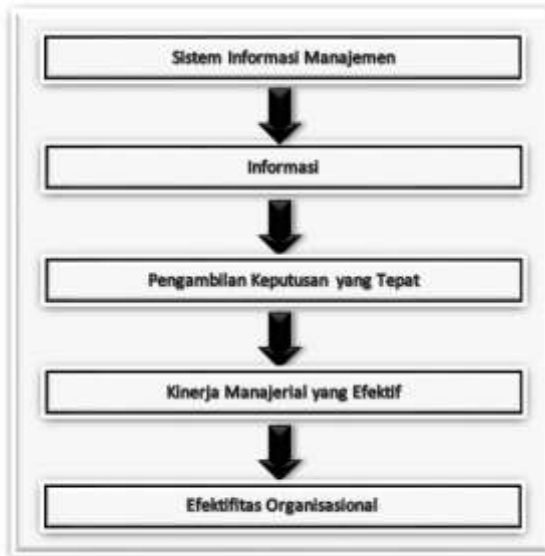 Sistem Informasi Manajemen
Informasi
Pengambilan Keputusan yang Tepat
Kinerja Manajerial yang Efektif
Efektifitas Organisasional